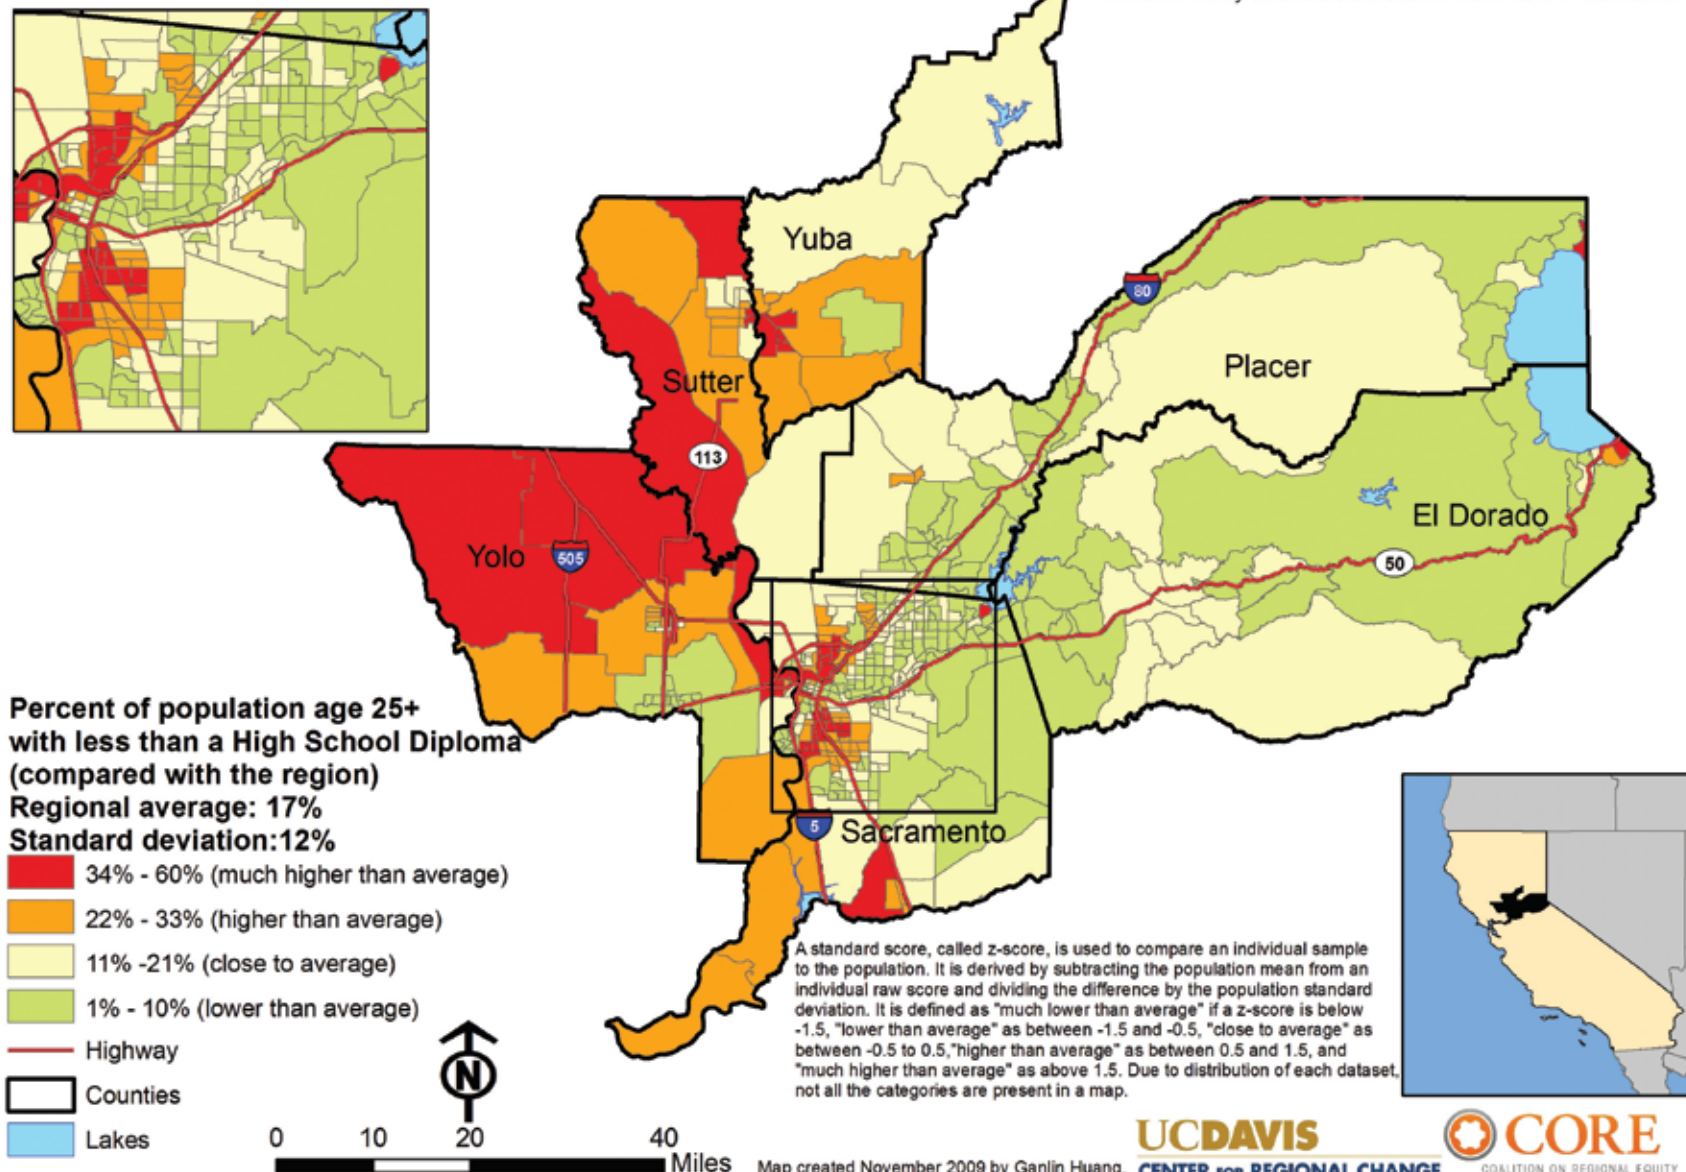 Yuba
80
Placer
Sutter
113
Yolo
505
El Dorado
50
Percent of population age 25+
with less than a High School Diploma
(compared with the region)
Regional average: 17%
Standard deviation:12%
34% - 60% (much higher than average)
22% - 33% (higher than average)
11% -21% (close to average)
1% - 10% (lower than average)
Highway
Counties
Lakes
5
Sacramento
N
0 10 20 40
Miles
A standard score, called z-score, is used to compare an individual sample
to the population. It is derived by subtracting the population mean from an
individual raw score and dividing the difference by the population standard
deviation. It is defined as "much lower than average" if a z-score is below
-1.5, "lower than average" as between -1.5 and -0.5, "close to average" as
between -0.5 to 0.5,"higher than average" as between 0.5 and 1.5, and
"much higher than average" as above 1.5. Due to distribution of each dataset,
not all the categories are present in a map.
Map created November 2009 by Ganlin Huang.
UCDAVIS
CENTER FOR REGIONAL CHANGE
CORE
COALITION ON REGIONAL EQUITY